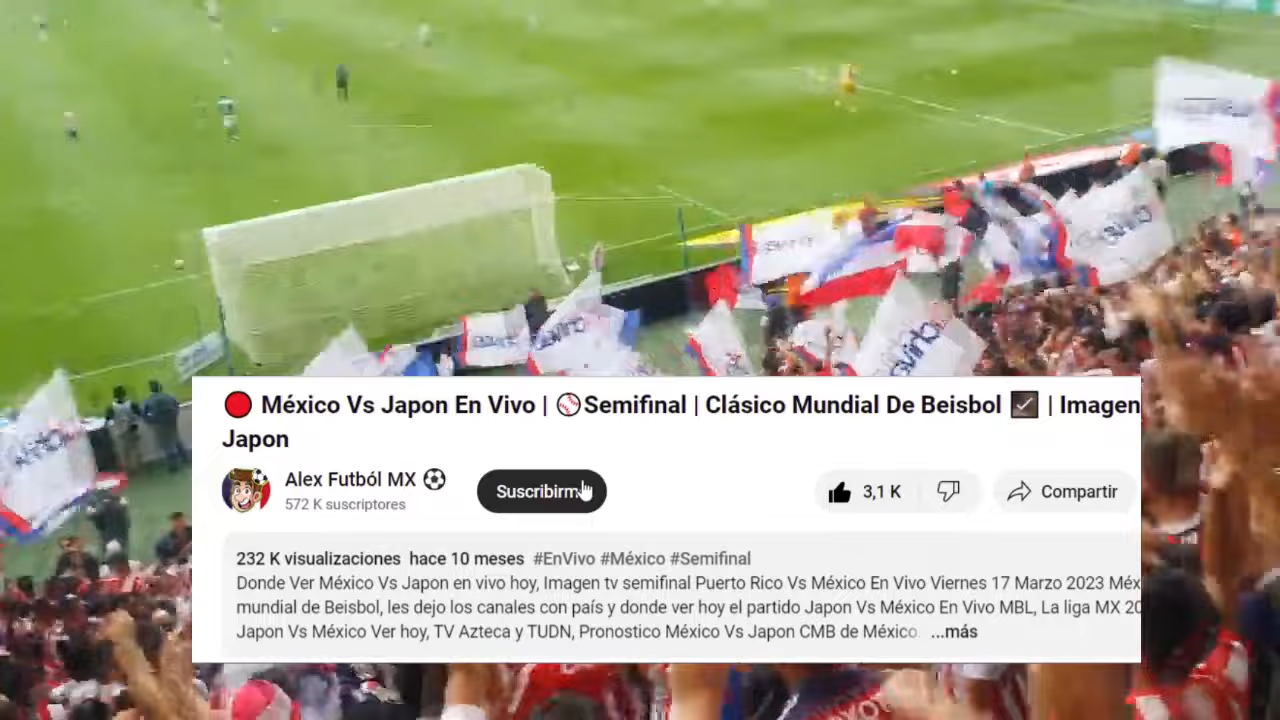 🔴 México Vs Japon En Vivo | ⚾Semifinal | Clásico Mundial De Beisbol ☑ | Imagen
Japon
Alex Futból MX ⚽
572 K suscriptores
Suscribirm
3,1 K
Compartir
232 K visualizaciones hace 10 meses #EnVivo #México #Semifinal
Donde Ver México Vs Japon en vivo hoy, Imagen tv semifinal Puerto Rico Vs México En Vivo Viernes 17 Marzo 2023 Méx
mundial de Beisbol, les dejo los canales con país y donde ver hoy el partido Japon Vs México En Vivo MBL, La liga MX 20
Japon Vs México Ver hoy, TV Azteca y TUDN, Pronostico México Vs Japon CMB de México. ...más